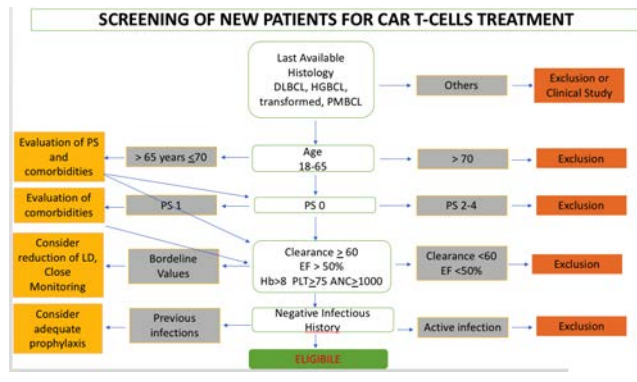 SCREENING OF NEW PATIENTS FOR CAR T-CELLS TREATMENT
Last Available
Histology
DLBCL, HGBCL,
transformed, PMBCL
Others
Exclusion or
Clinical Study
Evaluation of PS
and
comorbidities
> 65 years ≤70
Age
18-65
> 70
Exclusion
Evaluation of
comorbidities
PS 1
PS 0
PS 2-4
Exclusion
Consider
reduction of LD,
Close
Monitoring
Bordeline
Values
Clearance ≥ 60
EF > 50%
Hb>8 PLT≥75 ANC≥1000
Clearance <60
EF <50%
Exclusion
Consider
adequate
prophylaxis
Previous
infections
Negative Infectious
History
Active infection
Exclusion
ELIGIBILE